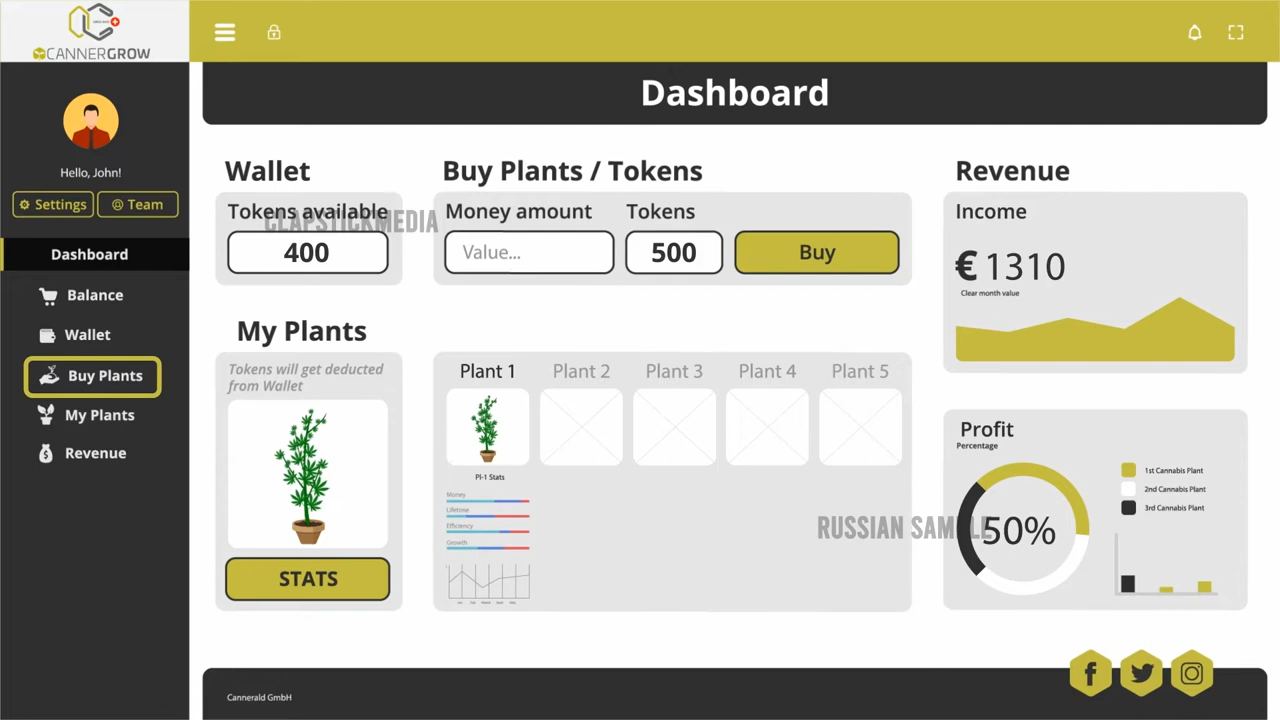 CANNERGROW
Dashboard
Hello, John!
Settings
Team
Dashboard
Balance
Wallet
Buy Plants
My Plants
Revenue
Wallet
Tokens available
400
CLAPSTICKMEDIA
Buy Plants / Tokens
Money amount
Tokens
Value...
500
Buy
Revenue
Income
€ 1310
Clear month value
My Plants
Tokens will get deducted
from Wallet
STATS
Plant 1
Plant 2
Plant 3
Plant 4
Plant 5
Pl-1 Stats
Money
Lifetime
Efficiency
Growth
Profit
Percentage
50%
1st Cannabis Plant
2nd Cannabis Plant
3rd Cannabis Plant
RUSSIAN SAMPLE
Cannerald GmbH